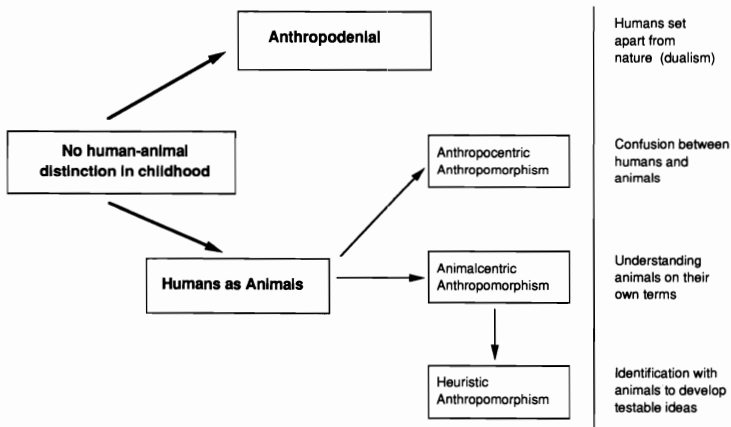 Anthropodenial
Humans set
apart from
nature (dualism)
No human-animal
distinction in childhood
Anthropocentric
Anthropomorphism
Confusion between
humans and
animals
Humans as Animals
Animalcentric
Anthropomorphism
Understanding
animals on their
own terms
Heuristic
Anthropomorphism
Identification with
animals to develop
testable ideas